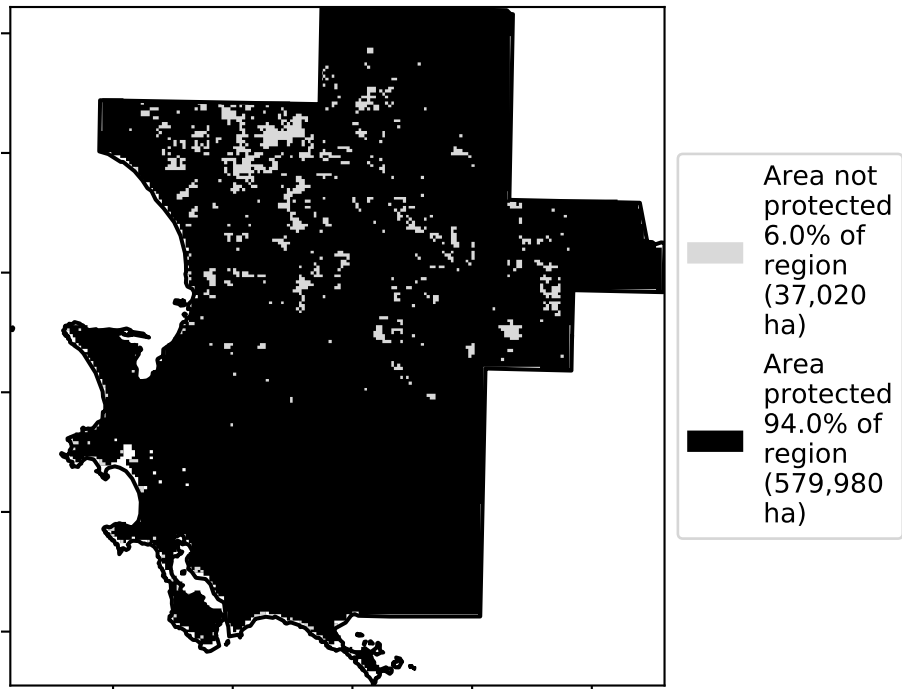 Area not
protected
6.0% of
region
(37,020
ha)
Area
protected
94.0% of
region
(579,980
ha)